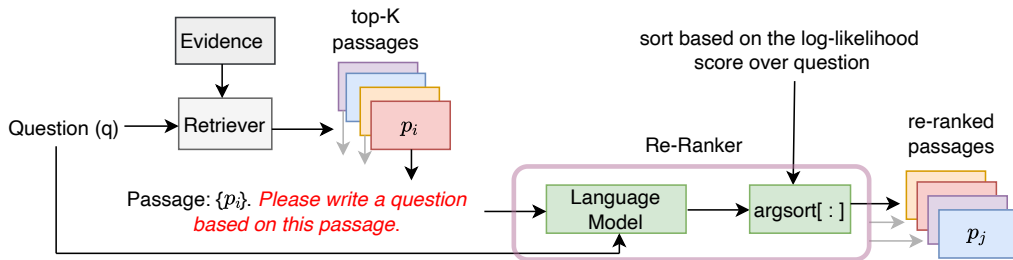 top-K
passages
Evidence
sort based on the log-likelihood
score over question
Question (q)
Retriever
p_i
Re-Ranker
re-ranked
passages
Passage: {p_i}. Please write a question
based on this passage.
Language
Model
argsort[ : ]
p_j